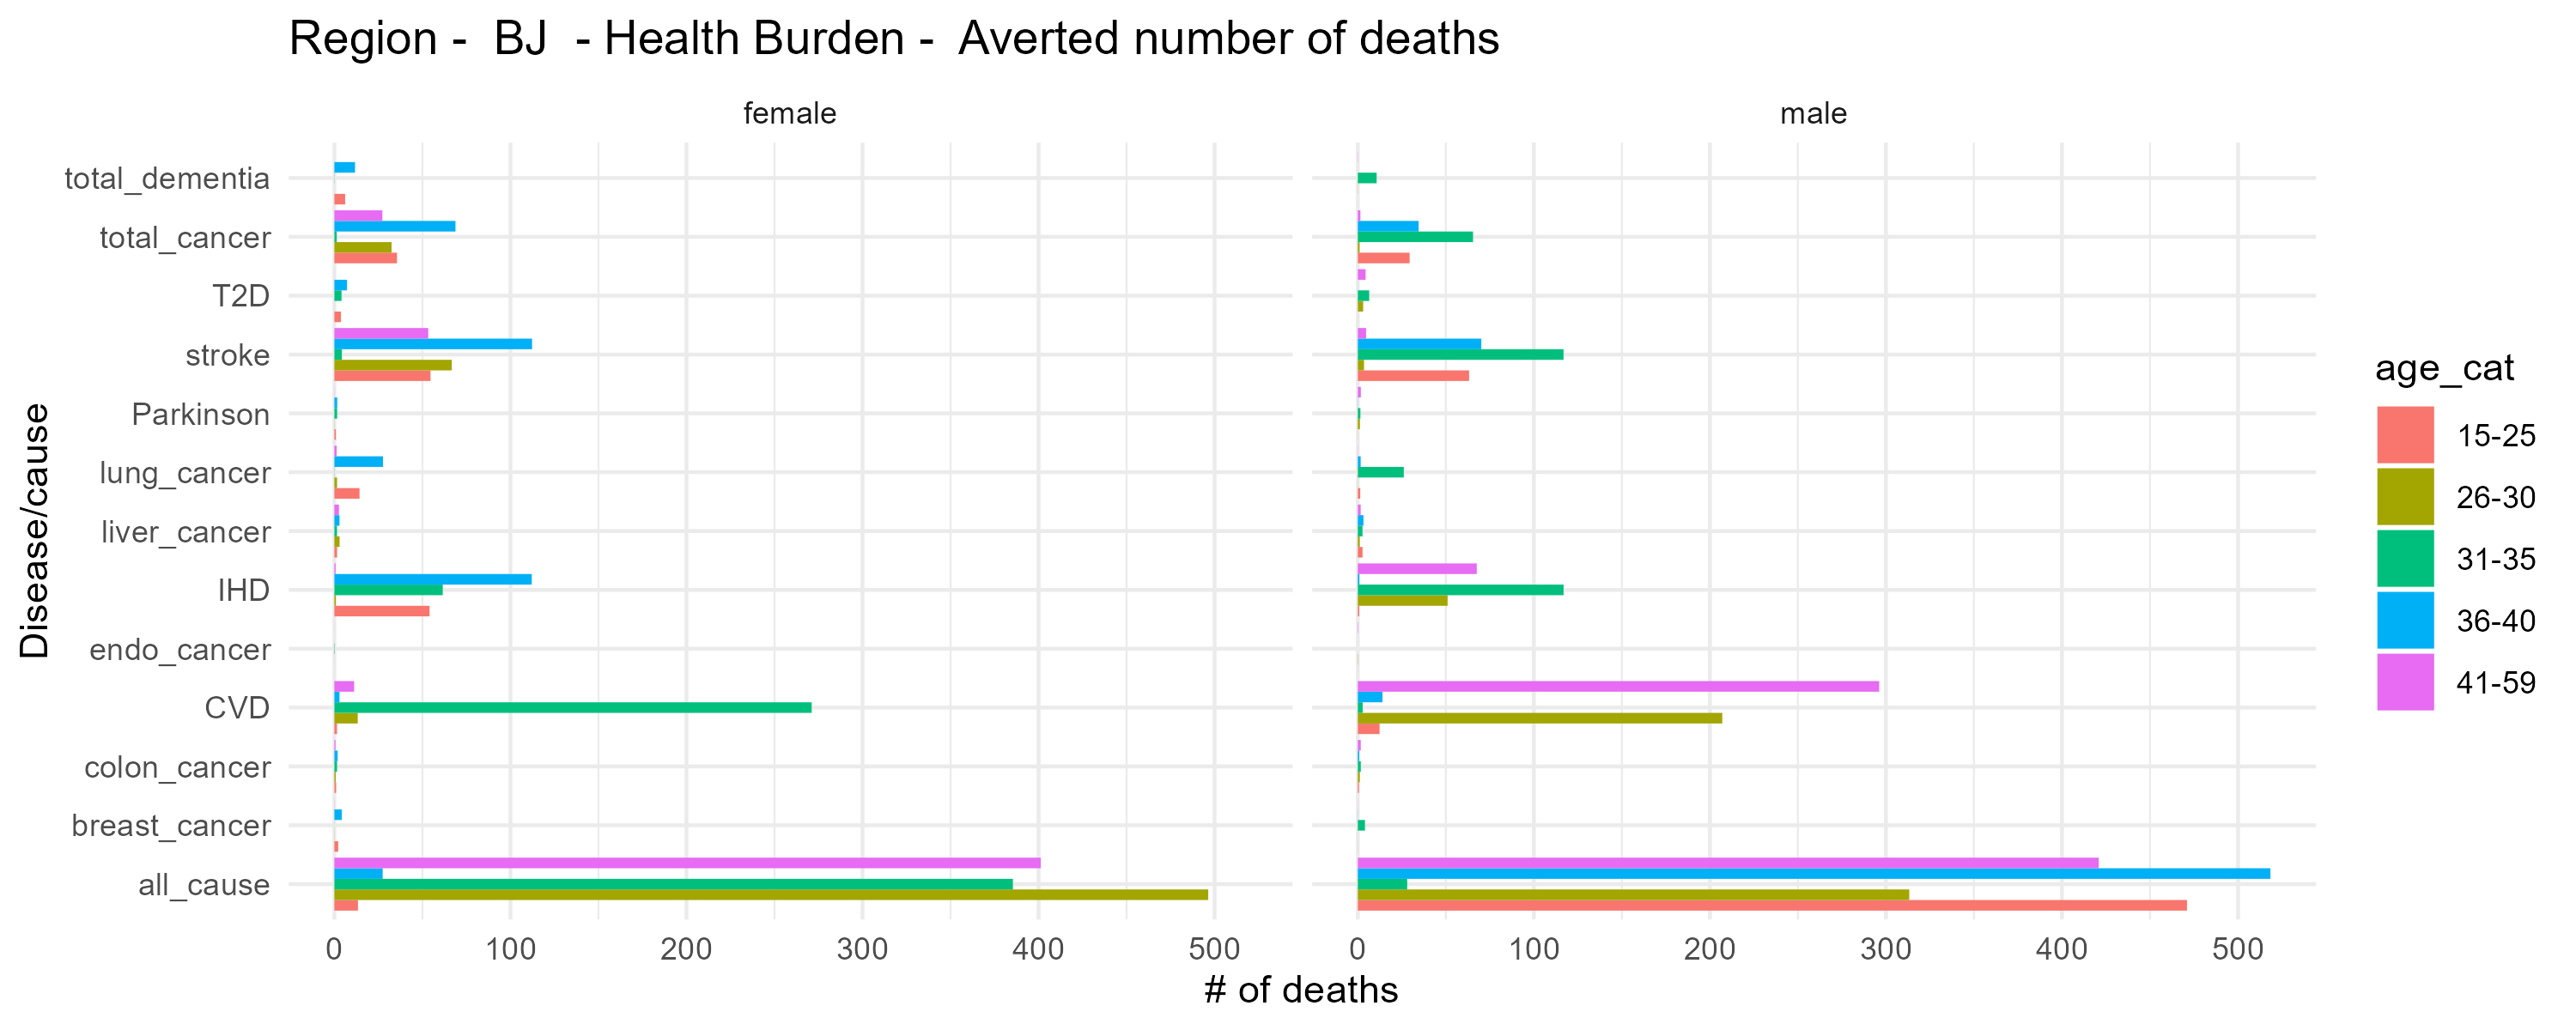 Region -  BJ  - Health Burden -  Averted number of deaths
female
male
Disease/cause
total_dementia
total_cancer
T2D
stroke
Parkinson
lung_cancer
liver_cancer
IHD
endo_cancer
CVD
colon_cancer
breast_cancer
all_cause
0 100 200 300 400 500
0 100 200 300 400 500
# of deaths
age_cat
15-25
26-30
31-35
36-40
41-59